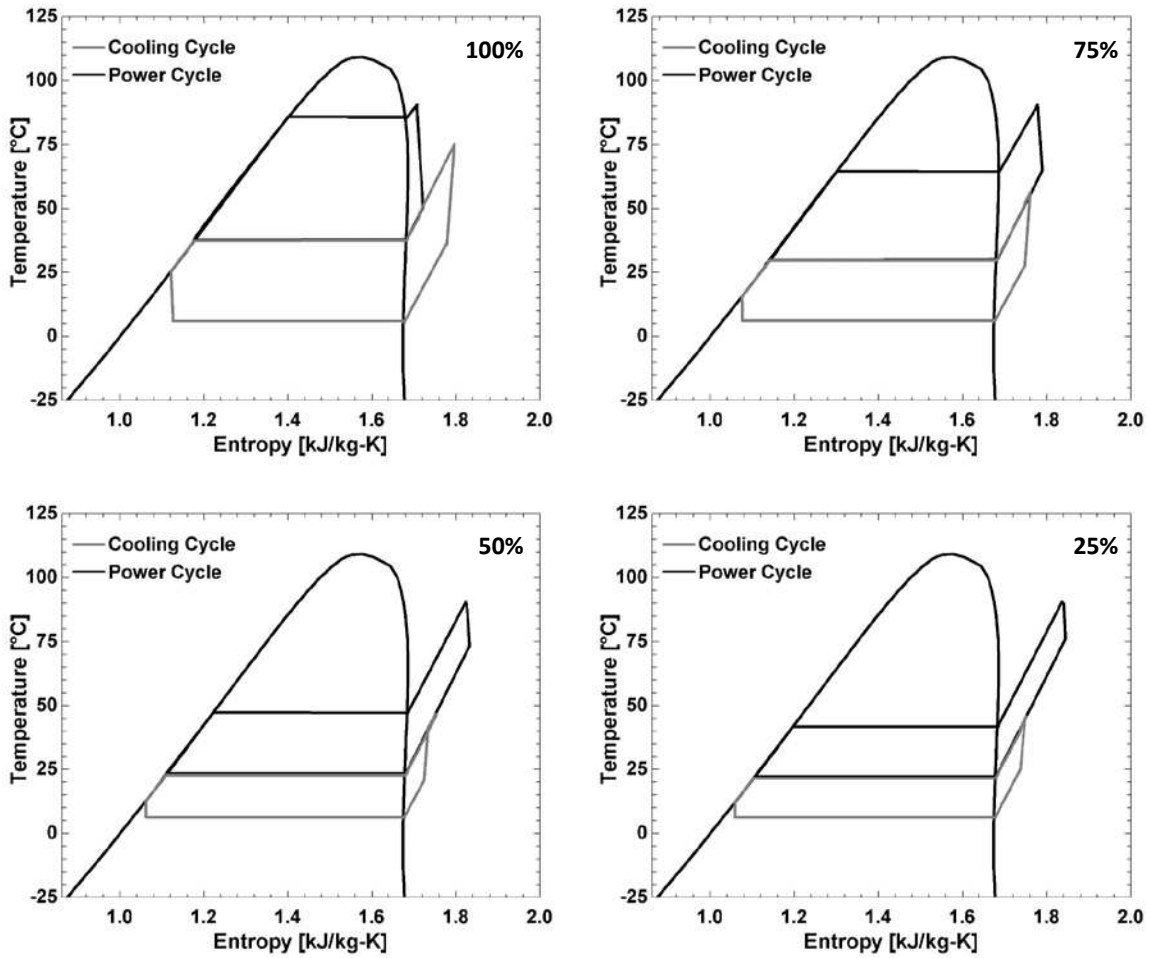 125
100
75
50
25
0
-25
Temperature [°C]
Cooling Cycle
Power Cycle
100%
1.0 1.2 1.4 1.6 1.8 2.0
Entropy [kJ/kg-K]
125
100
75
50
25
0
-25
Temperature [°C]
Cooling Cycle
Power Cycle
75%
1.0 1.2 1.4 1.6 1.8 2.0
Entropy [kJ/kg-K]
125
100
75
50
25
0
-25
Temperature [°C]
Cooling Cycle
Power Cycle
50%
1.0 1.2 1.4 1.6 1.8 2.0
Entropy [kJ/kg-K]
125
100
75
50
25
0
-25
Temperature [°C]
Cooling Cycle
Power Cycle
25%
1.0 1.2 1.4 1.6 1.8 2.0
Entropy [kJ/kg-K]